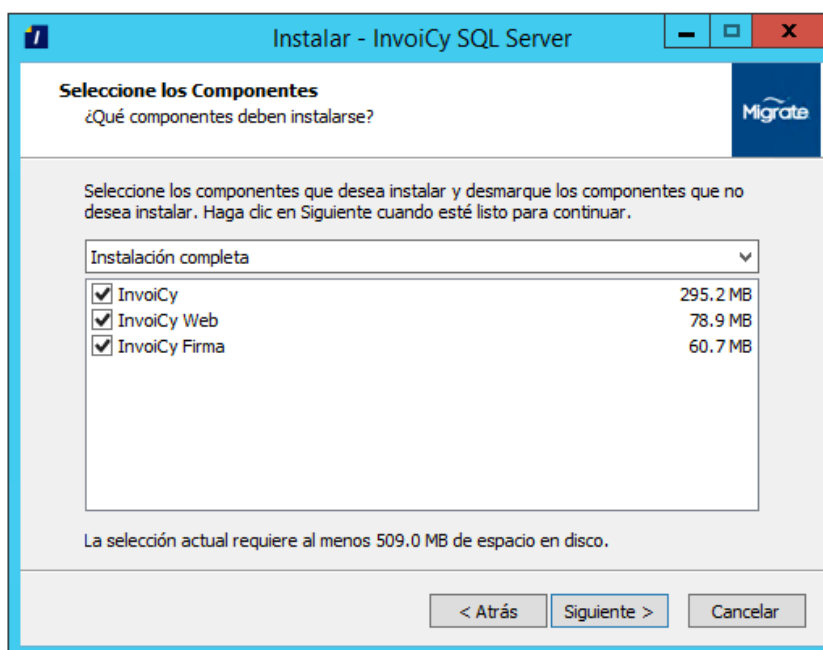 Instalar - InvoiCy SQL Server
Seleccione los Componentes
¿Qué componentes deben instalarse?
Migrate
Seleccione los componentes que desea instalar y desmarque los componentes que no
desea instalar. Haga clic en Siguiente cuando esté listo para continuar.
Instalación completa
InvoiCy 295.2 MB
InvoiCy Web 78.9 MB
InvoiCy Firma 60.7 MB
La selección actual requiere al menos 509.0 MB de espacio en disco.
< Atrás Siguiente > Cancelar